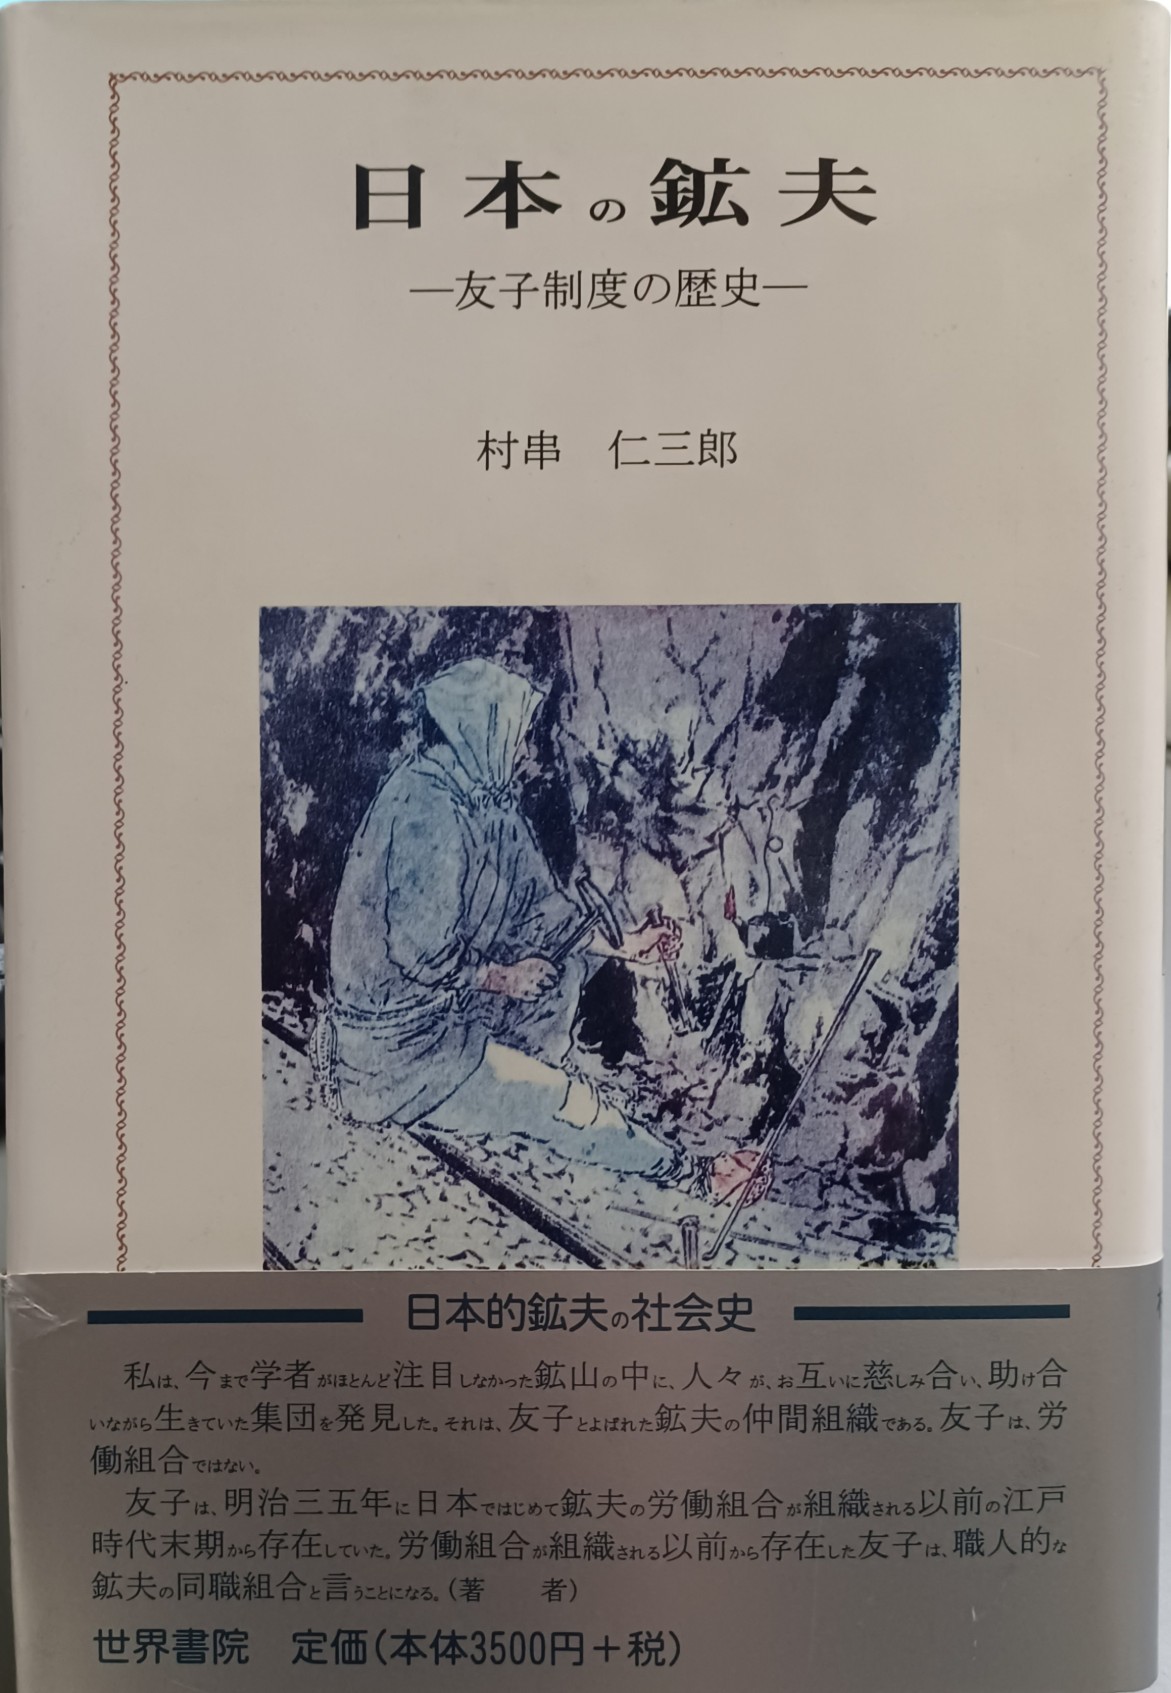 日本の鉱夫
―友子制度の歴史―
村串　仁三郎
日本的鉱夫の社会史
私は、今まで学者がほとんど注目しなかった鉱山の中に、人々が、お互いに慈しみ合い、助け合
いながら生きていた集団を発見した。それは、友子とよばれた鉱夫の仲間組織である。友子は、労
働組合ではない。
友子は、明治三五年に日本ではじめて鉱夫の労働組合が組織される以前の江戸
時代末期から存在していた。労働組合が組織される以前から存在した友子は、職人的な
鉱夫の同職組合と言うことになる。(著　　者)
世界書院　定価(本体3500円＋税)